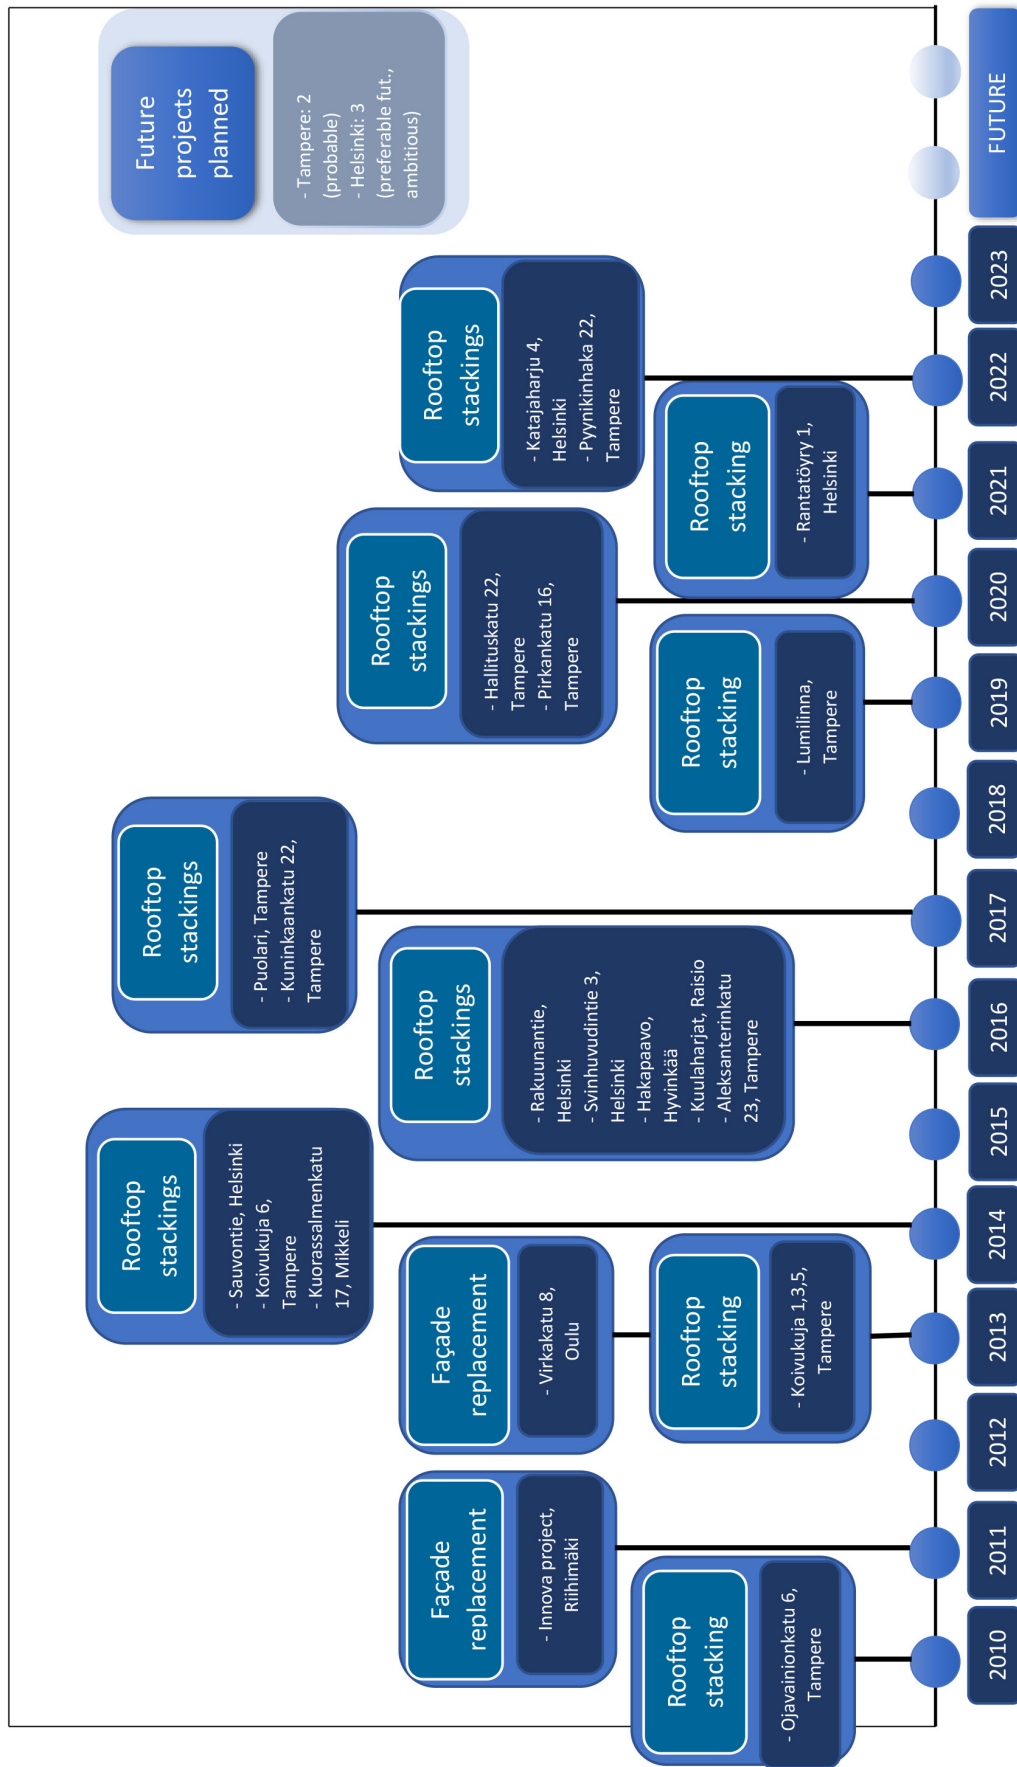 Rooftop
stacking
- Ojavainionkatu 6,
Tampere
Façade
replacement
- Innova project,
Riihimäki
Façade
replacement
- Virkakatu 8,
Oulu
Rooftop
stacking
- Koivukuja 1,3,5,
Tampere
Rooftop
stackings
- Sauvontie, Helsinki
- Koivukuja 6,
Tampere
- Kuorassalmenkatu
17, Mikkeli
Rooftop
stackings
- Rakuunantie,
Helsinki
- Svinhuvudintie 3,
Helsinki
- Hakapaavo,
Hyvinkää
- Kuulaharjat, Raisio
- Aleksanterinkatu
23, Tampere
Rooftop
stackings
- Puolari, Tampere
- Kuninkaankatu 22,
Tampere
Rooftop
stacking
- Lumilinna,
Tampere
Rooftop
stackings
- Hallituskatu 22,
Tampere
- Pirkankatu 16,
Tampere
Rooftop
stacking
- Rantatöyry 1,
Helsinki
Rooftop
stackings
- Katajaharju 4,
Helsinki
- Pyynikinhaka 22,
Tampere
Future
projects
planned
- Tampere: 2
(probable)
- Helsinki: 3
(preferable fut.,
ambitious)
2010
2011
2012
2013
2014
2015
2016
2017
2018
2019
2020
2021
2022
2023
FUTURE